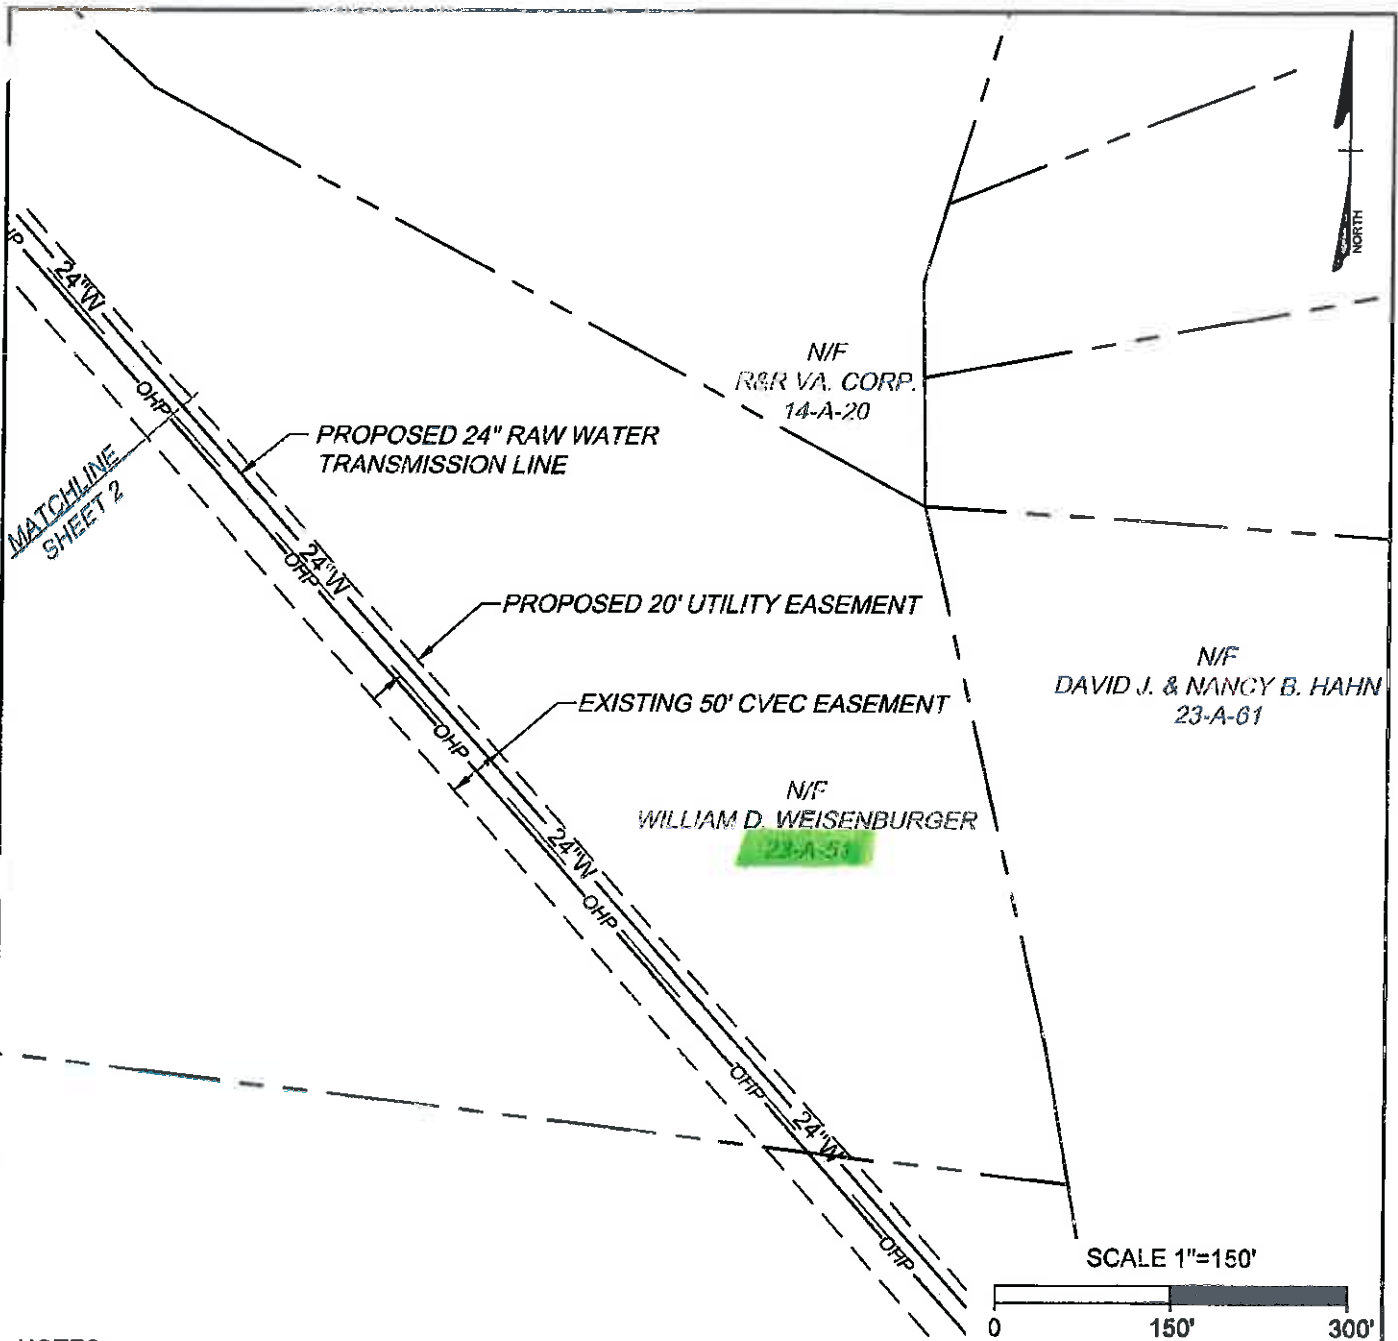 NORTH
N/F
R&R VA. CORP.
14-A-20
24"W
OHP
PROPOSED 24" RAW WATER
TRANSMISSION LINE
MATCHLINE
SHEET 2
24"W
OHP
PROPOSED 20' UTILITY EASEMENT
N/F
DAVID J. & NANCY B. HAHN
23-A-61
EXISTING 50' CVEC EASEMENT
OHP
N/F
WILLIAM D. WEISENBURGER
23-A-51
24"W
OHP
OHP
24"W
OHP
SCALE 1"=150'
0 150' 300'